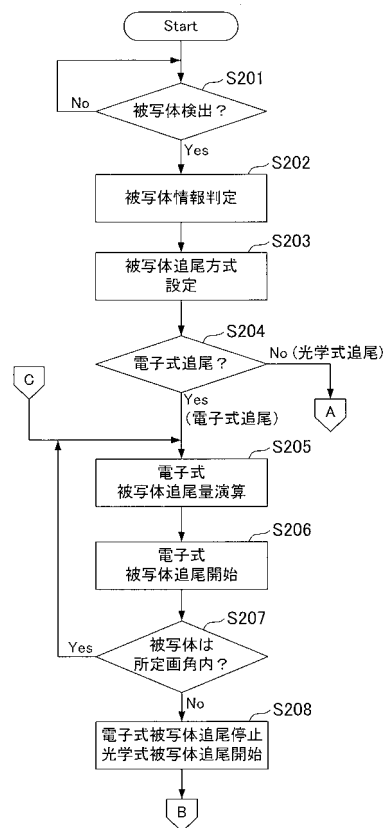 Start
S201
被写体検出？
No
Yes
S202
被写体情報判定
S203
被写体追尾方式
設定
S204
電子式追尾？
No (光学式追尾)
A
C
Yes
(電子式追尾)
S205
電子式
被写体追尾量演算
S206
電子式
被写体追尾開始
S207
被写体は
所定画角内？
Yes
No
S208
電子式被写体追尾停止
光学式被写体追尾開始
B